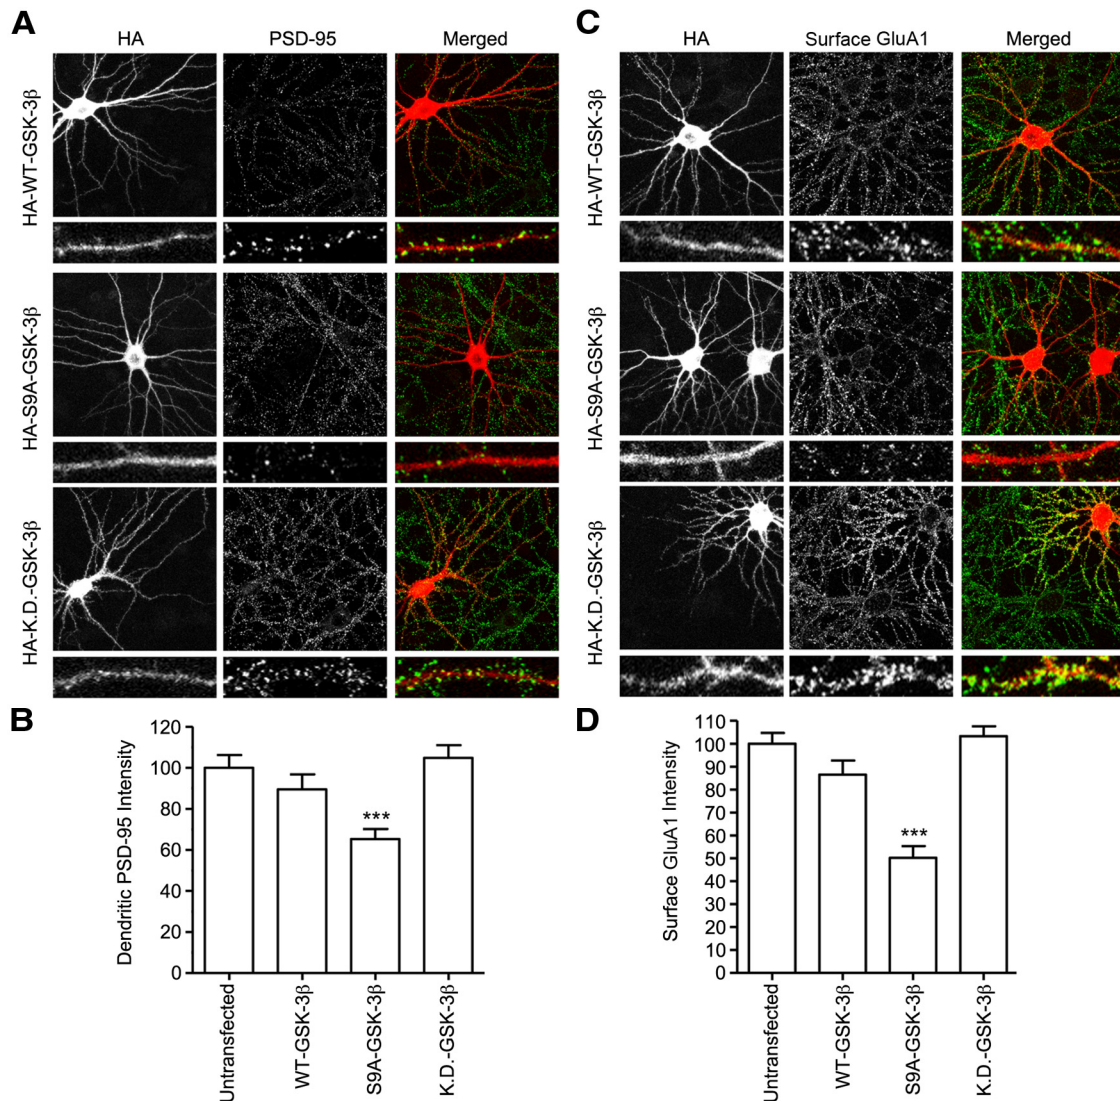 A
HA
PSD-95
Merged
HA-WT-GSK-3β
HA-S9A-GSK-3β
HA-K.D.-GSK-3β
C
HA
Surface GluA1
Merged
HA-WT-GSK-3β
HA-S9A-GSK-3β
HA-K.D.-GSK-3β
B
Dendritic PSD-95 Intensity
120
100
80
60
40
20
0
***
Untransfected
WT-GSK-3β
S9A-GSK-3β
K.D.-GSK-3β
D
Surface GluA1 Intensity
110
100
90
80
70
60
50
40
30
20
10
0
***
Untransfected
WT-GSK-3β
S9A-GSK-3β
K.D.-GSK-3β